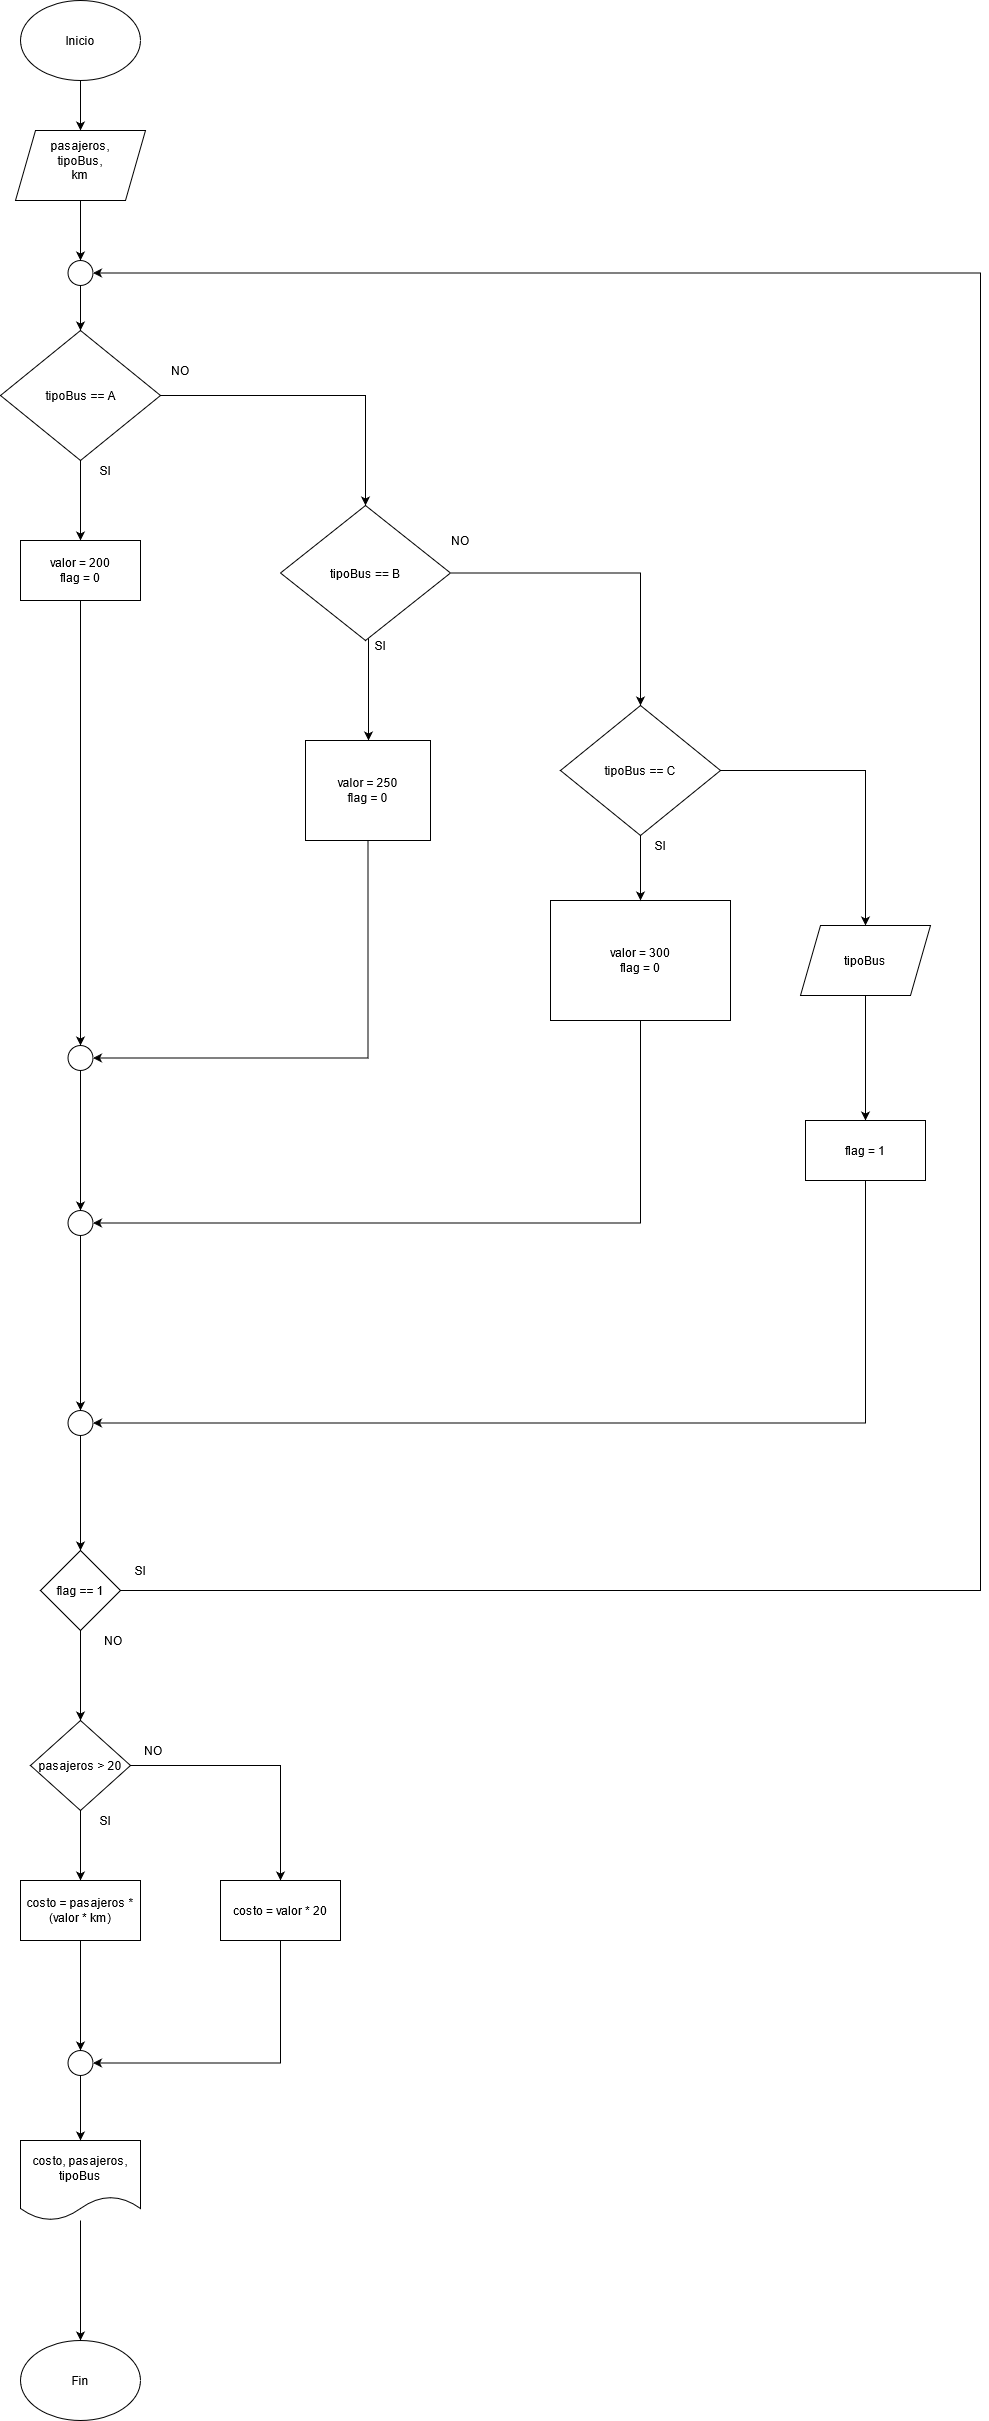 Inicio
pasajeros,
tipoBus,
km
tipoBus == A
NO
SI
valor = 200
flag = 0
tipoBus == B
NO
SI
valor = 250
flag = 0
tipoBus == C
SI
valor = 300
flag = 0
tipoBus
flag = 1
flag == 1
SI
NO
pasajeros > 20
NO
SI
costo = pasajeros *
(valor * km)
costo = valor * 20
costo, pasajeros,
tipoBus
Fin